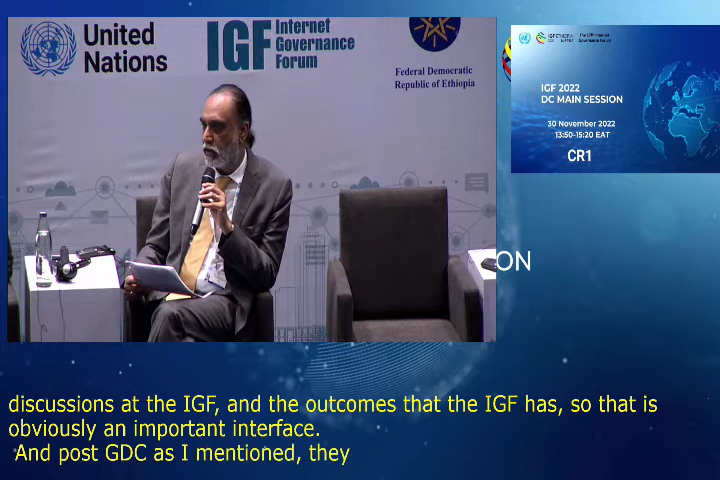 United
Nations
IGF
Internet
Governance
Forum
Federal Democratic
Republic of Ethiopia
IGF 2022
DC MAIN SESSION
30 November 2022
13:50-15:20 EAT
CR1
ON
discussions at the IGF, and the outcomes that the IGF has, so that is
obviously an important interface.
And post GDC as I mentioned, they